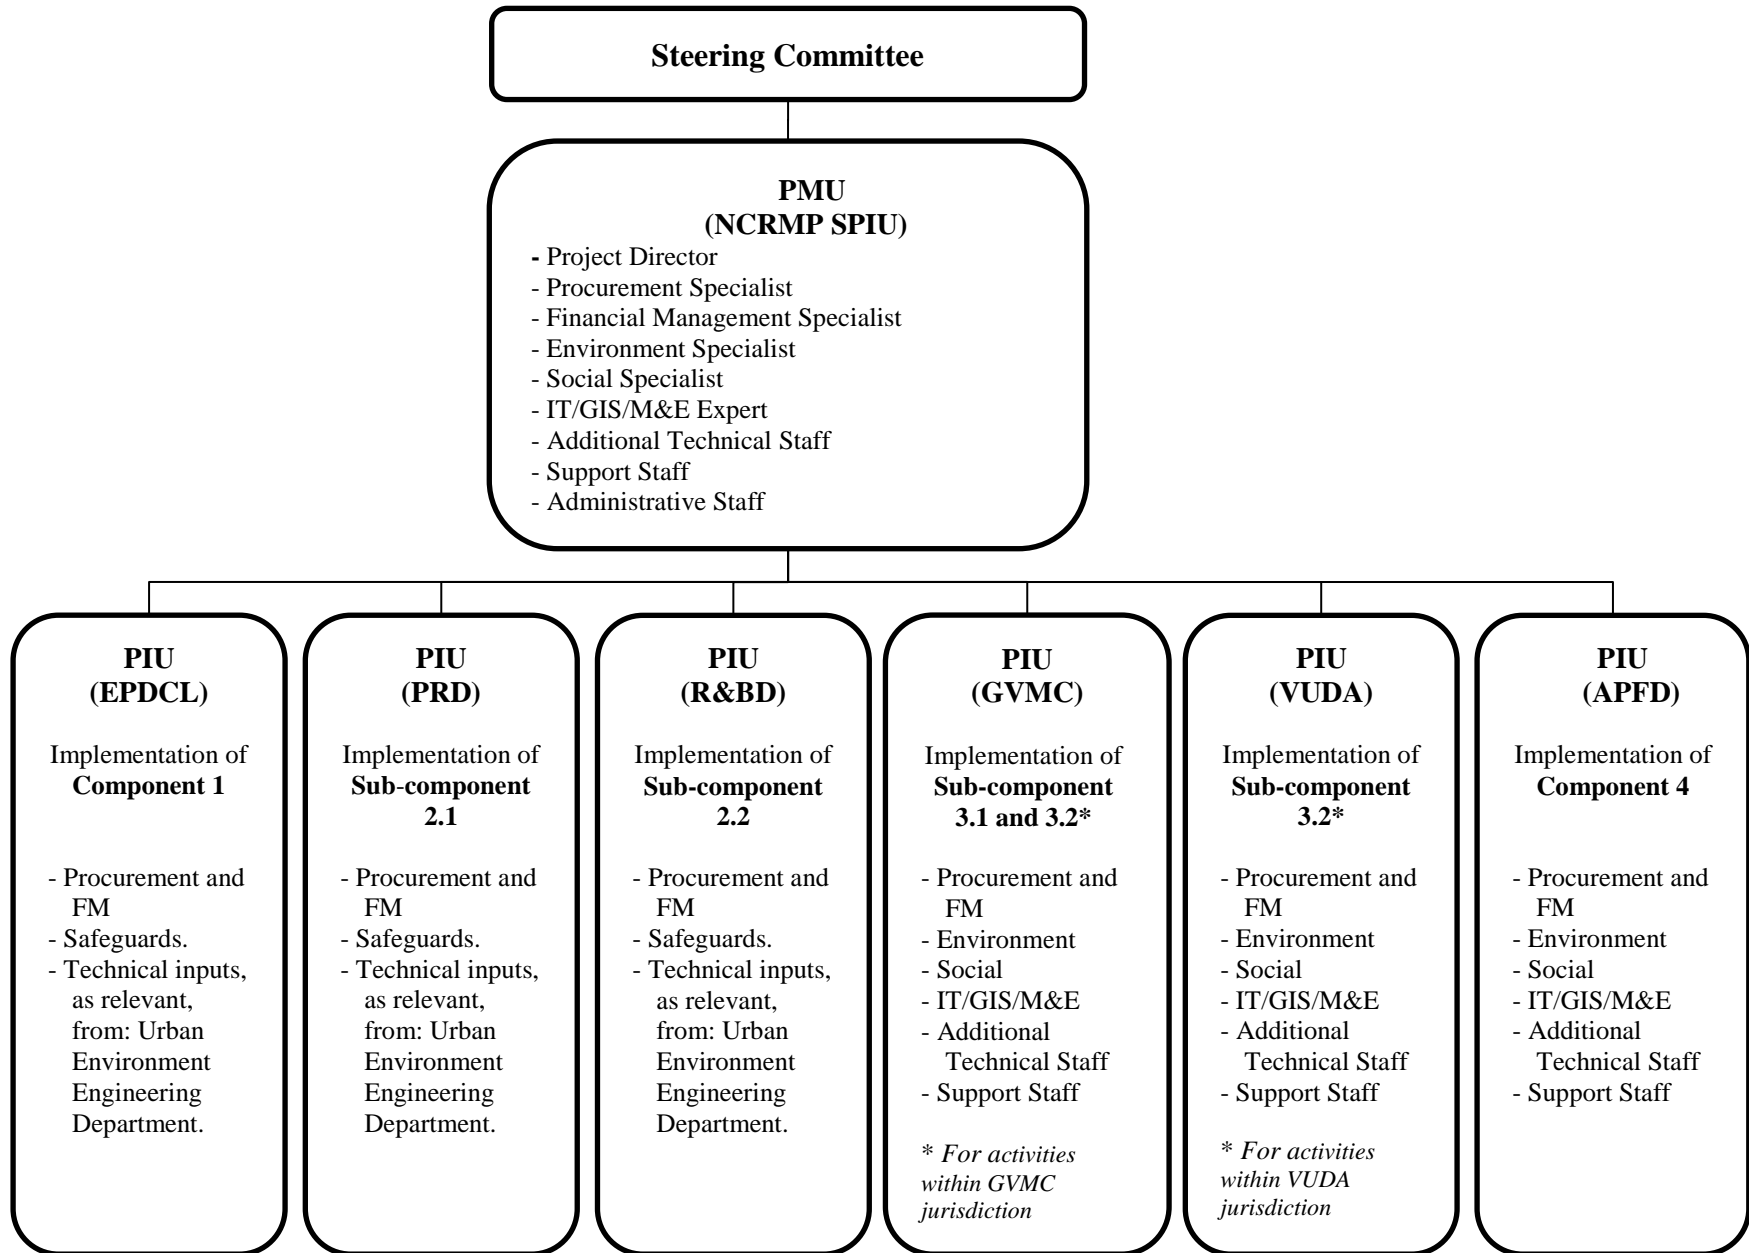 Steering Committee
PMU
(NCRMP SPIU)
- Project Director
- Procurement Specialist
- Financial Management Specialist
- Environment Specialist
- Social Specialist
- IT/GIS/M&E Expert
- Additional Technical Staff
- Support Staff
- Administrative Staff
PIU
(EPDCL)
Implementation of
Component 1
- Procurement and
FM
- Safeguards.
- Technical inputs,
as relevant,
from: Urban
Environment
Engineering
Department.
PIU
(PRD)
Implementation of
Sub-component
2.1
- Procurement and
FM
- Safeguards.
- Technical inputs,
as relevant,
from: Urban
Environment
Engineering
Department.
PIU
(R&BD)
Implementation of
Sub-component
2.2
- Procurement and
FM
- Safeguards.
- Technical inputs,
as relevant,
from: Urban
Environment
Engineering
Department.
PIU
(GVMC)
Implementation of
Sub-component
3.1 and 3.2*
- Procurement and
FM
- Environment
- Social
- IT/GIS/M&E
- Additional
Technical Staff
- Support Staff
* For activities
within GVMC
jurisdiction
PIU
(VUDA)
Implementation of
Sub-component
3.2*
- Procurement and
FM
- Environment
- Social
- IT/GIS/M&E
- Additional
Technical Staff
- Support Staff
* For activities
within VUDA
jurisdiction
PIU
(APFD)
Implementation of
Component 4
- Procurement and
FM
- Environment
- Social
- IT/GIS/M&E
- Additional
Technical Staff
- Support Staff